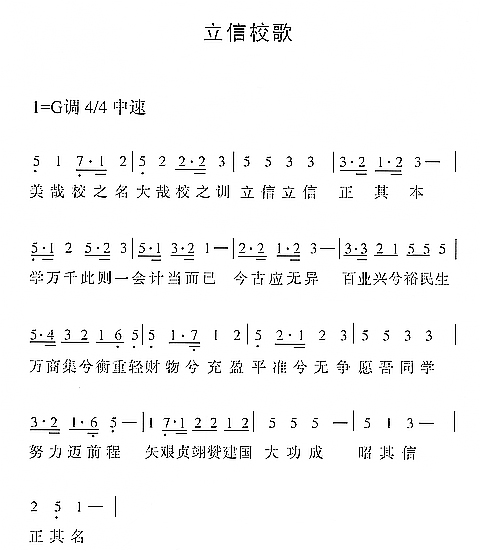 立信校歌
1=G调 4/4 中速
5 1 7·1 2 | 5 2 2·2 3 | 5 5 3 3 | 3·2 1·2 3— |
美哉校之名大哉校之训 立信立信 正 其 本
5·1 2 5·2 3 | 5·1 3·2 1— | 2·2 1·2 3— | 3·3 2 1 5 5 5 |
学万千此则一会计当而已 今古应无异 百业兴兮裕民生
5·4 3 2 1 6 5 | 5 1·7 1 2 | 5 2·1 2 3 | 5 5 3 3 |
万商集兮衡重轻财物兮 充盈平准兮无争愿吾同学
3·2 1·6 5— | 1 7·1 2 2 1 2 | 5 5 5 — | 5 1 3— |
努力迈前程 矢艰贞翊赞建国 大功成 昭其信
2 5 1— |
正其名